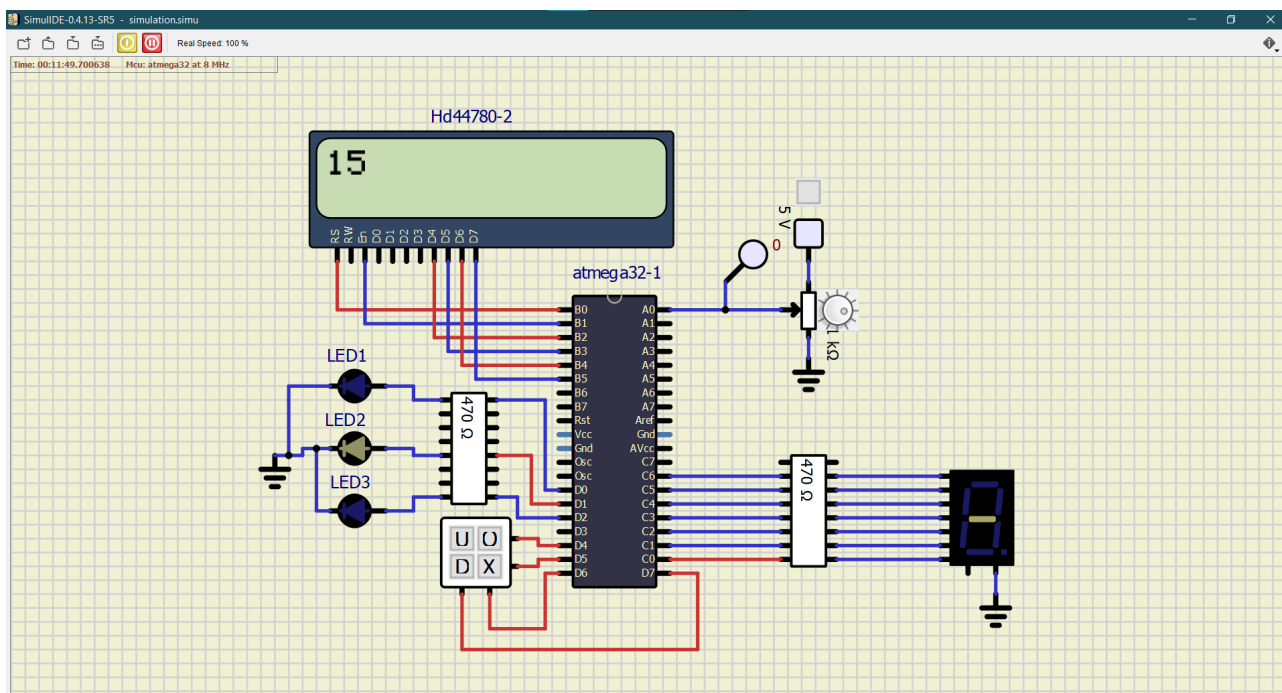 SimulIDE-0.4.13-SR5 - simulation.simu
Real Speed: 100 %
Time: 00:11:49.700638 Mcu: atmega32 at 8 MHz
Hd44780-2
15
RS RW En D0 D1 D2 D3 D4 D5 D6 D7
5 V
0
atmega32-1
B0 A0
B1 A1
B2 A2
B3 A3
B4 A4
B5 A5
B6 A6
B7 A7
Rst Aref
Vcc Gnd
Gnd AVcc
Osc C7
Osc C6
D0 C5
D1 C4
D2 C3
D3 C2
D4 C1
D5 C0
D6 D7
1 kΩ
LED1
LED2
LED3
470 Ω
470 Ω
U O
D X